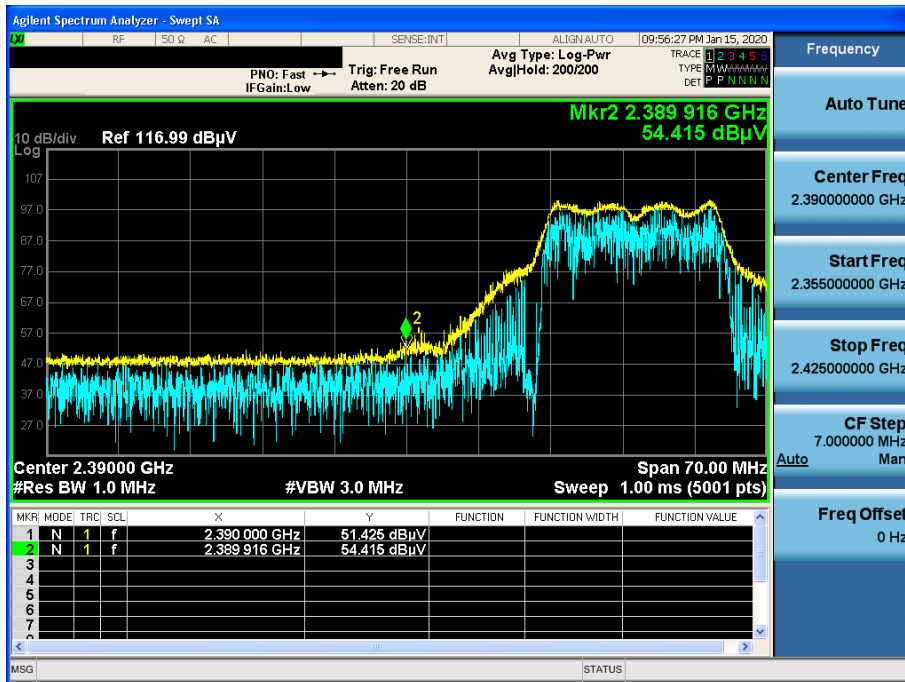 Agilent Spectrum Analyzer - Swept SA
LXI RF 50 Ω AC SENSE:INT ALIGN AUTO 09:56:27 PM Jan 15, 2020
Frequency
PNO: Fast Trig: Free Run Avg Type: Log-Pwr TRACE 1 2 3 4 5 6
IFGain:Low Atten: 20 dB Avg|Hold: 200/200 TYPE M W W W W W
DET P P N N N N
Auto Tune
Mkr2 2.389 916 GHz
54.415 dBµV
10 dB/div Ref 116.99 dBµV
Log
107
97.0
87.0
77.0
67.0
57.0
47.0
37.0
27.0
2
Center Freq
2.390000000 GHz
Start Freq
2.355000000 GHz
Stop Freq
2.425000000 GHz
CF Step
7.000000 MHz
Auto Man
Freq Offset
0 Hz
Center 2.39000 GHz Span 70.00 MHz
#Res BW 1.0 MHz #VBW 3.0 MHz Sweep 1.00 ms (5001 pts)
MKR MODE TRC SCL X Y FUNCTION FUNCTION WIDTH FUNCTION VALUE
1 N 1 f 2.390 000 GHz 51.425 dBµV
2 N 1 f 2.389 916 GHz 54.415 dBµV
3
4
5
6
7
MSG STATUS